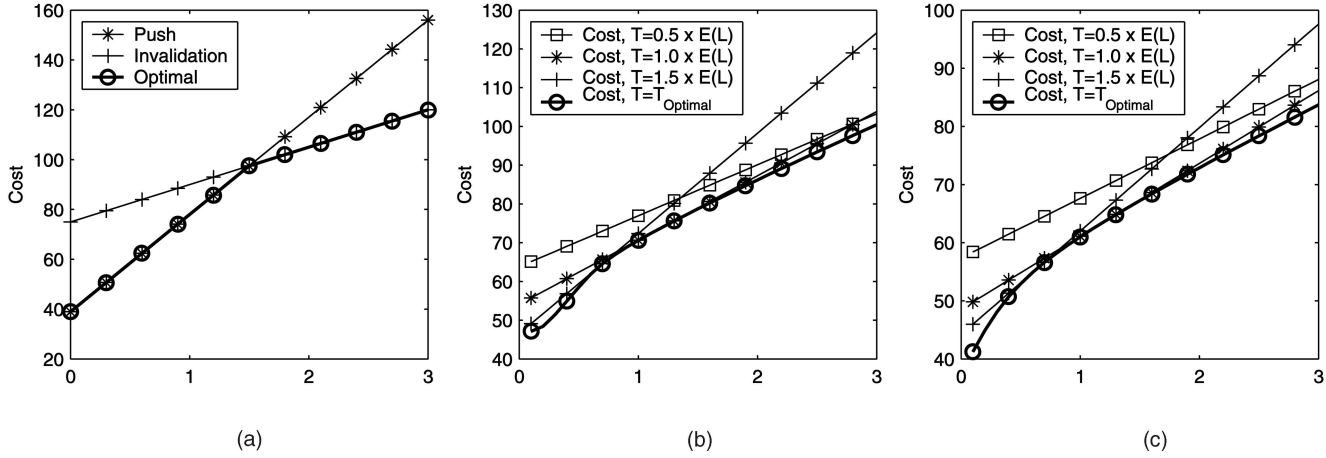 160
140
120
100
80
60
40
20
Cost
Push
Invalidation
Optimal
0
1
2
3
(a)
130
120
110
100
90
80
70
60
50
40
Cost
Cost, T=0.5 x E(L)
Cost, T=1.0 x E(L)
Cost, T=1.5 x E(L)
Cost, T=T_Optimal
0
1
2
3
(b)
100
90
80
70
60
50
40
Cost
Cost, T=0.5 x E(L)
Cost, T=1.0 x E(L)
Cost, T=1.5 x E(L)
Cost, T=T_Optimal
0
1
2
3
(c)